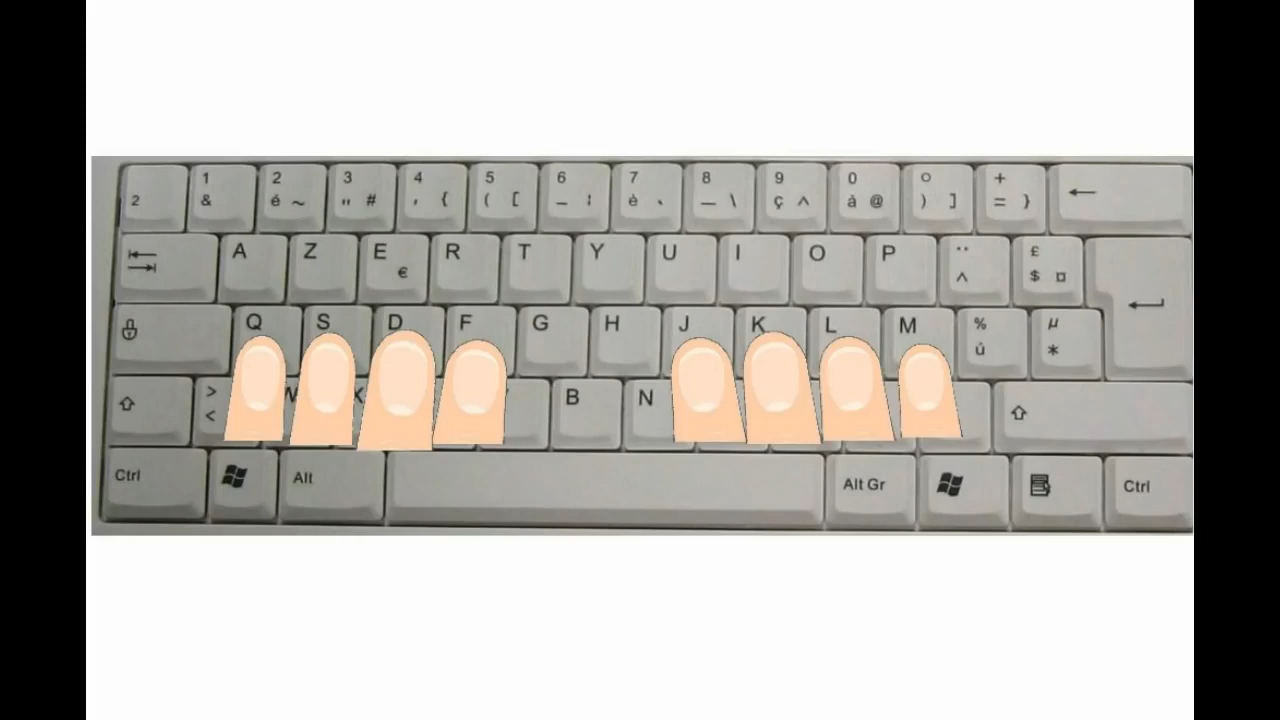 2 1 & 2 é ~ 3 " # 4 ' { 5 ( [ 6 _ ¦ 7 è ` 8 _ \ 9 ç ^ 0 à @ ° ) ] + = }
A Z E € R T Y U I O P ¨ ^ £ $ ¤
Q S D F G H J K L M % ù µ *
> < W X B N
Ctrl Alt Alt Gr Ctrl